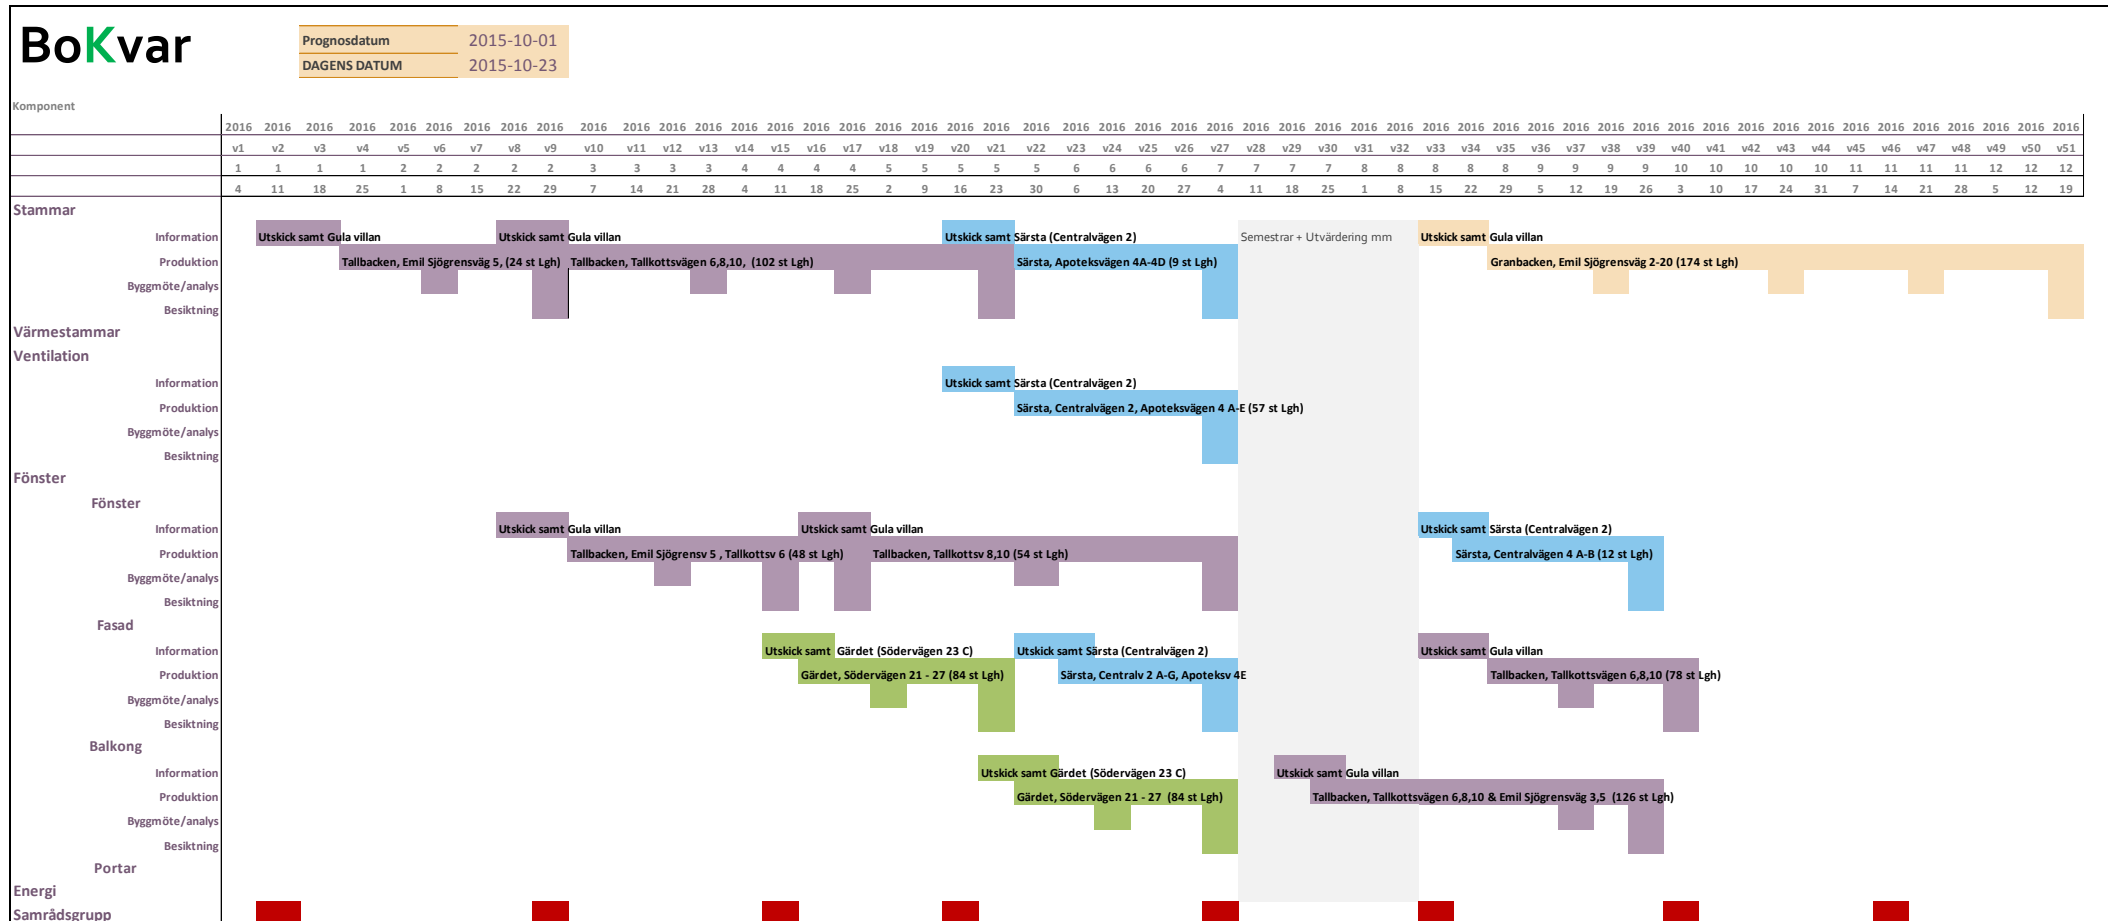 BoKvar
Prognosdatum 2015-10-01
DAGENS DATUM 2015-10-23
Komponent
2016 2016 2016 2016 2016 2016 2016 2016 2016 2016 2016 2016 2016 2016 2016 2016 2016 2016 2016 2016 2016 2016 2016 2016 2016 2016 2016 2016 2016 2016 2016 2016 2016 2016 2016 2016 2016 2016 2016 2016 2016 2016 2016 2016 2016 2016 2016 2016 2016 2016 2016
v1 v2 v3 v4 v5 v6 v7 v8 v9 v10 v11 v12 v13 v14 v15 v16 v17 v18 v19 v20 v21 v22 v23 v24 v25 v26 v27 v28 v29 v30 v31 v32 v33 v34 v35 v36 v37 v38 v39 v40 v41 v42 v43 v44 v45 v46 v47 v48 v49 v50 v51
1 1 1 1 2 2 2 2 2 3 3 3 3 4 4 4 4 5 5 5 5 5 6 6 6 6 7 7 7 7 8 8 8 8 8 9 9 9 9 10 10 10 10 10 11 11 11 11 12 12 12
4 11 18 25 1 8 15 22 29 7 14 21 28 4 11 18 25 2 9 16 23 30 6 13 20 27 4 11 18 25 1 8 15 22 29 5 12 19 26 3 10 17 24 31 7 14 21 28 5 12 19
Stammar
Information Utskick samt Gula villan Utskick samt Gula villan Utskick samt Särsta (Centralvägen 2) Semestrar + Utvärdering mm Utskick samt Gula villan
Produktion Tallbacken, Emil Sjögrensväg 5, (24 st Lgh) Tallbacken, Tallkottsvägen 6,8,10, (102 st Lgh) Särsta, Apoteksvägen 4A-4D (9 st Lgh) Granbacken, Emil Sjögrensväg 2-20 (174 st Lgh)
Byggmöte/analys
Besiktning
Värmestammar
Ventilation
Information Utskick samt Särsta (Centralvägen 2)
Produktion Särsta, Centralvägen 2, Apoteksvägen 4 A-E (57 st Lgh)
Byggmöte/analys
Besiktning
Fönster
Fönster
Information Utskick samt Gula villan Utskick samt Gula villan Utskick samt Särsta (Centralvägen 2)
Produktion Tallbacken, Emil Sjögrensv 5 , Tallkottsv 6 (48 st Lgh) Tallbacken, Tallkottsv 8,10 (54 st Lgh) Särsta, Centralvägen 4 A-B (12 st Lgh)
Byggmöte/analys
Besiktning
Fasad
Information Utskick samt Gärdet (Södervägen 23 C) Utskick samt Särsta (Centralvägen 2) Utskick samt Gula villan
Produktion Gärdet, Södervägen 21 - 27 (84 st Lgh) Särsta, Centralv 2 A-G, Apoteksv 4E Tallbacken, Tallkottsvägen 6,8,10 (78 st Lgh)
Byggmöte/analys
Besiktning
Balkong
Information Utskick samt Gärdet (Södervägen 23 C) Utskick samt Gula villan
Produktion Gärdet, Södervägen 21 - 27 (84 st Lgh) Tallbacken, Tallkottsvägen 6,8,10 & Emil Sjögrensväg 3,5 (126 st Lgh)
Byggmöte/analys
Besiktning
Portar
Energi
Samrådsgrupp